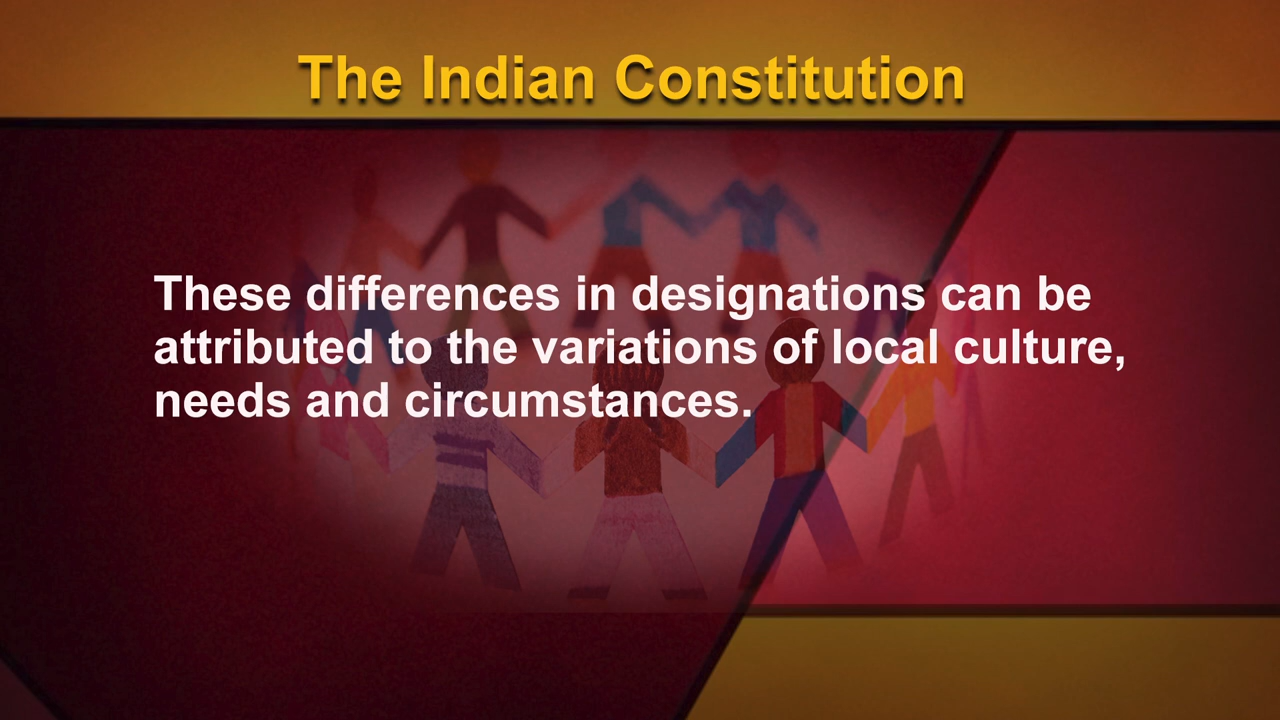 The Indian Constitution
These differences in designations can be
attributed to the variations of local culture,
needs and circumstances.